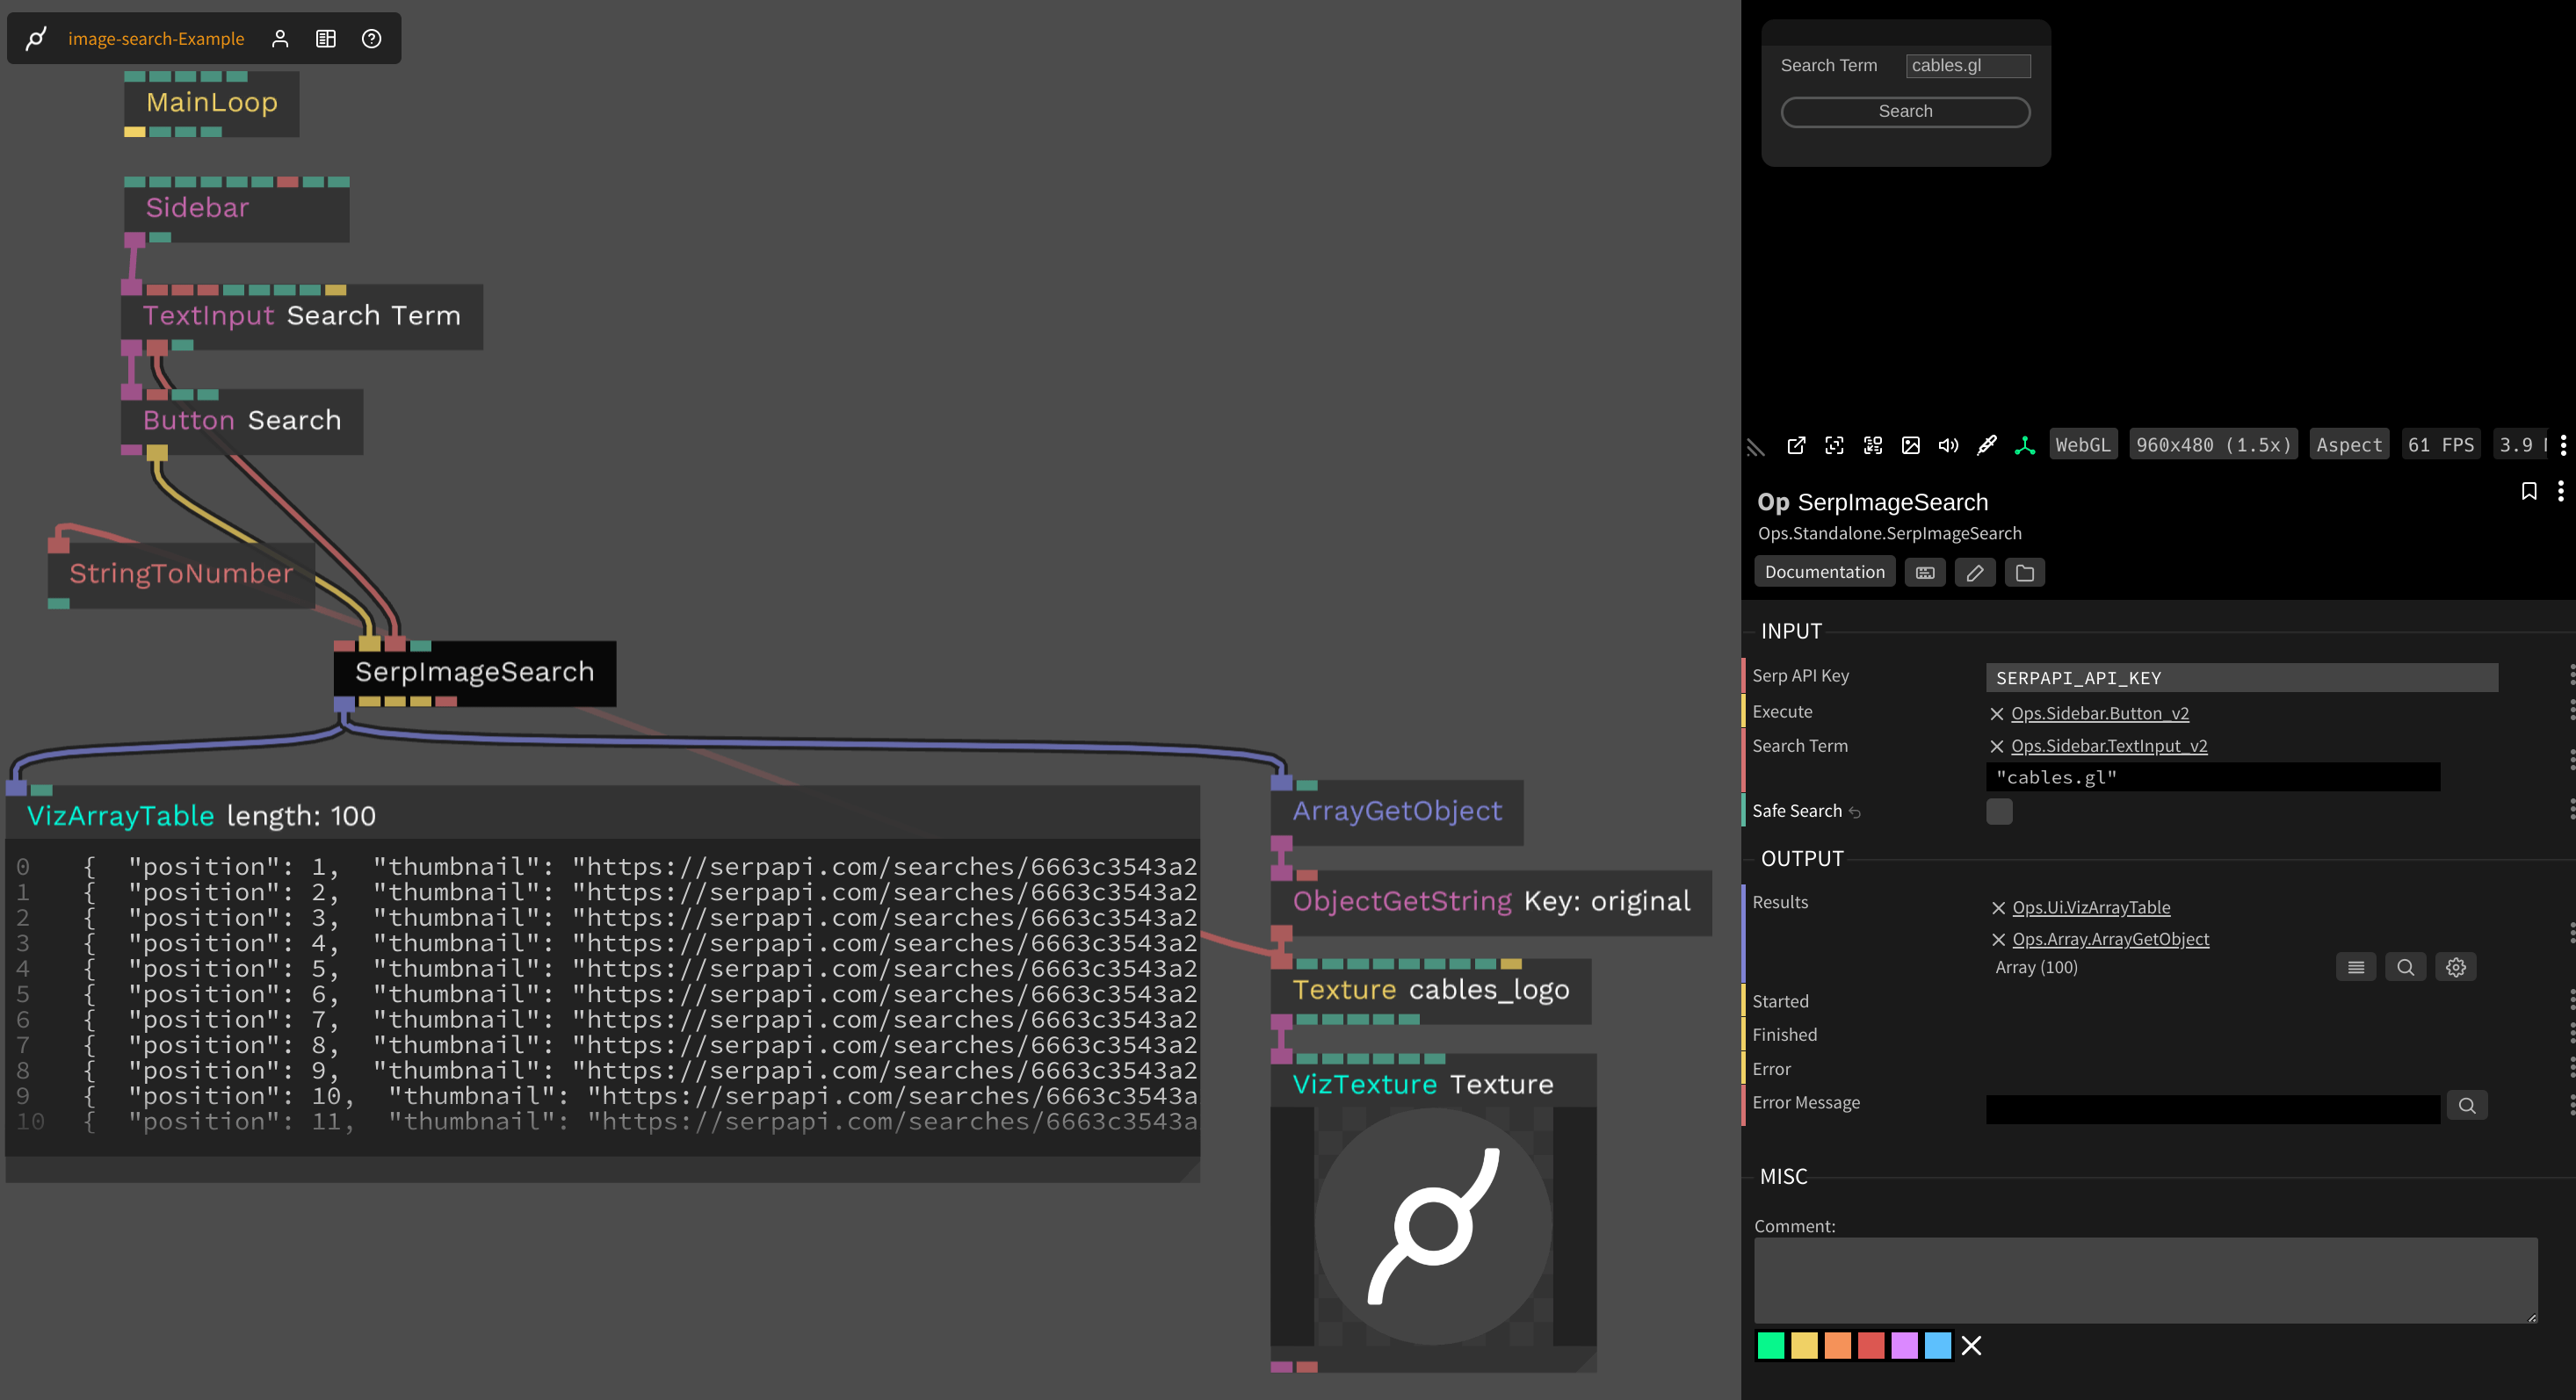 image-search-Example
MainLoop
Sidebar
TextInput Search Term
Button Search
StringToNumber
SerpImageSearch
VizArrayTable length: 100
0 { "position": 1, "thumbnail": "https://serpapi.com/searches/6663c3543a2
1 { "position": 2, "thumbnail": "https://serpapi.com/searches/6663c3543a2
2 { "position": 3, "thumbnail": "https://serpapi.com/searches/6663c3543a2
3 { "position": 4, "thumbnail": "https://serpapi.com/searches/6663c3543a2
4 { "position": 5, "thumbnail": "https://serpapi.com/searches/6663c3543a2
5 { "position": 6, "thumbnail": "https://serpapi.com/searches/6663c3543a2
6 { "position": 7, "thumbnail": "https://serpapi.com/searches/6663c3543a2
7 { "position": 8, "thumbnail": "https://serpapi.com/searches/6663c3543a2
8 { "position": 9, "thumbnail": "https://serpapi.com/searches/6663c3543a2
9 { "position": 10, "thumbnail": "https://serpapi.com/searches/6663c3543a
10 { "position": 11, "thumbnail": "https://serpapi.com/searches/6663c3543a
ArrayGetObject
ObjectGetString Key: original
Texture cables_logo
VizTexture Texture
Search Term cables.gl
Search
WebGL 960x480 (1.5x) Aspect 61 FPS 3.9
Op SerpImageSearch
Ops.Standalone.SerpImageSearch
Documentation
INPUT
Serp API Key SERPAPI_API_KEY
Execute Ops.Sidebar.Button_v2
Search Term Ops.Sidebar.TextInput_v2
"cables.gl"
Safe Search
OUTPUT
Results Ops.Ui.VizArrayTable
Ops.Array.ArrayGetObject
Array (100)
Started
Finished
Error
Error Message
MISC
Comment: